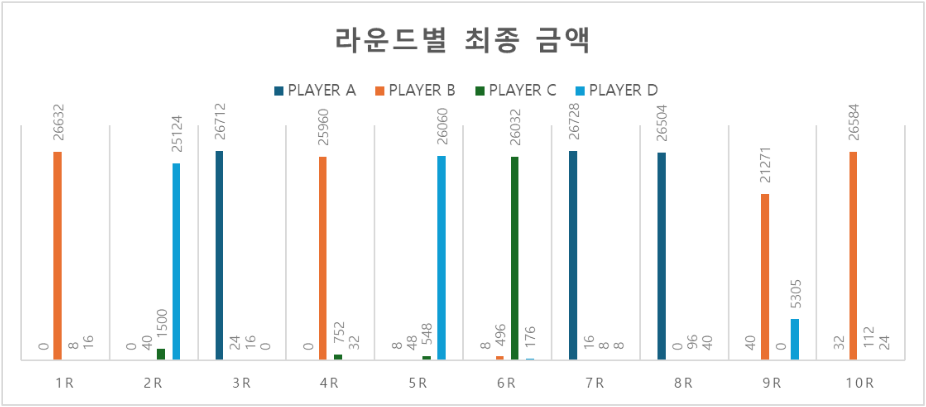 라운드별 최종 금액
PLAYER A PLAYER B PLAYER C PLAYER D
0 26632 8 16
0 40 1500 25124
26712 24 16 0
0 25960 752 32
8 48 548 26060
8 496 26032 176
26728 16 8 8
26504 0 96 40
40 21271 0 5305
32 26584 112 24
1R 2R 3R 4R 5R 6R 7R 8R 9R 10R